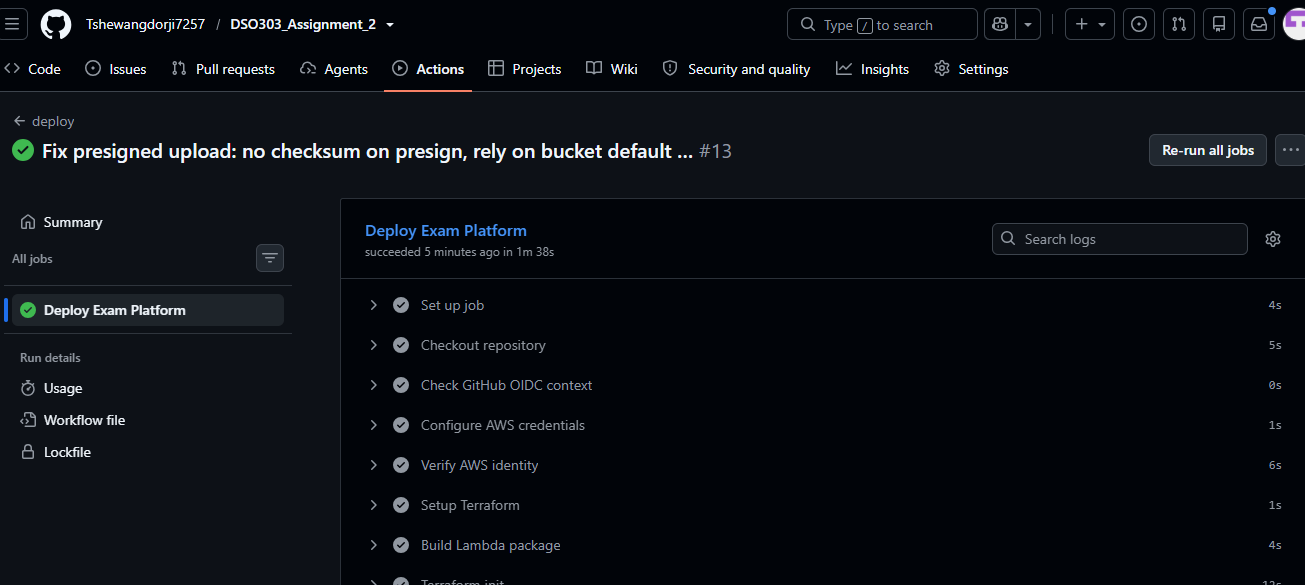 Tshewangdorji7257 / DSO303_Assignment_2
Type / to search
Code
Issues
Pull requests
Agents
Actions
Projects
Wiki
Security and quality
Insights
Settings
deploy
Fix presigned upload: no checksum on presign, rely on bucket default ... #13
Re-run all jobs
Summary
All jobs
Deploy Exam Platform
Run details
Usage
Workflow file
Lockfile
Deploy Exam Platform
succeeded 5 minutes ago in 1m 38s
Search logs
Set up job 4s
Checkout repository 5s
Check GitHub OIDC context 0s
Configure AWS credentials 1s
Verify AWS identity 6s
Setup Terraform 1s
Build Lambda package 4s
Terraform init 12s